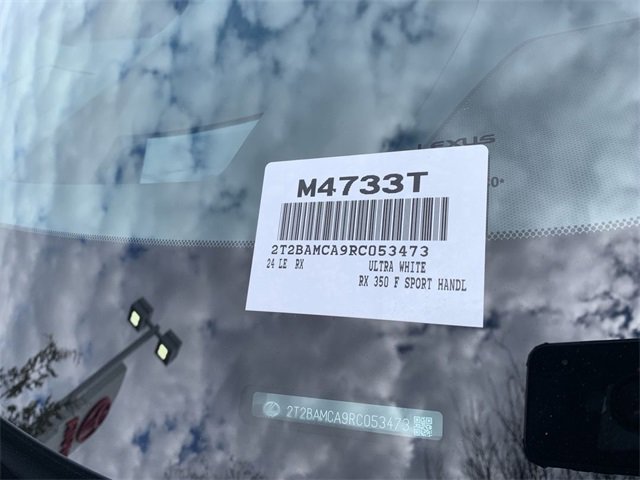 LEXUS
M4733T
2T2BAMCA9RC053473
24 LE RX ULTRA WHITE
RX 350 F SPORT HANDL
2T2BAMCA9RC053473